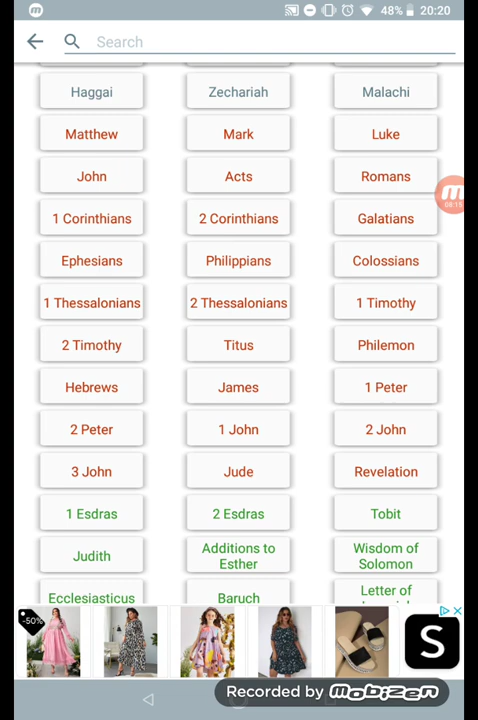 48% 20:20
Search
Haggai Zechariah Malachi
Matthew Mark Luke
John Acts Romans
08:15
1 Corinthians 2 Corinthians Galatians
Ephesians Philippians Colossians
1 Thessalonians 2 Thessalonians 1 Timothy
2 Timothy Titus Philemon
Hebrews James 1 Peter
2 Peter 1 John 2 John
3 John Jude Revelation
1 Esdras 2 Esdras Tobit
Judith Additions to Esther Wisdom of Solomon
Ecclesiasticus Baruch Letter of
-50%
S
Recorded by mobizen